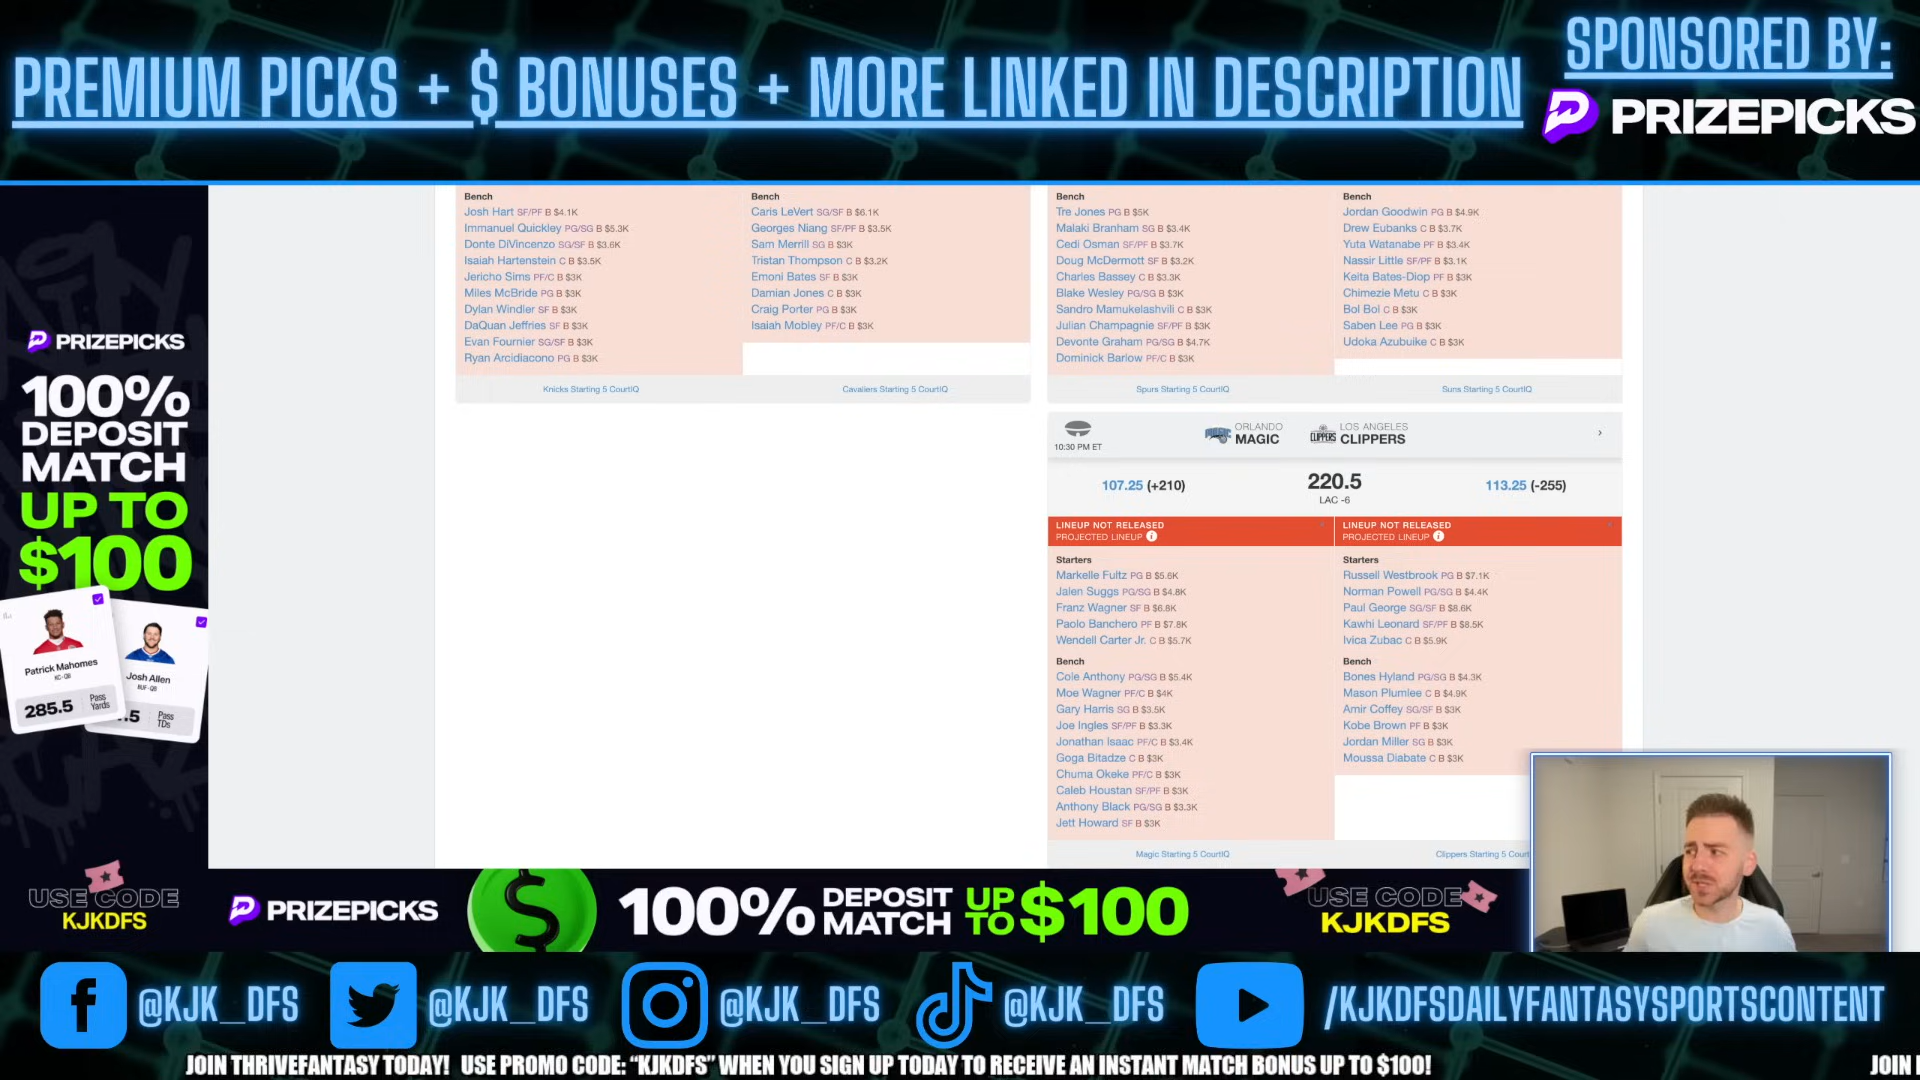 PREMIUM PICKS + $ BONUSES + MORE LINKED IN DESCRIPTION
SPONSORED BY:
PRIZEPICKS
PRIZEPICKS
100%
DEPOSIT
MATCH
UP TO
$100
Patrick Mahomes
KC-QB
285.5 Pass Yards
Josh Allen
BUF-QB
.5 Pass TDs
USE CODE
KJKDFS
Bench
Josh Hart SF/PF B $4.1K
Immanuel Quickley PG/SG B $5.3K
Donte DiVincenzo SG/SF B $3.6K
Isaiah Hartenstein C B $3.5K
Jericho Sims PF/C B $3K
Miles McBride PG B $3K
Dylan Windler SF B $3K
DaQuan Jeffries SF B $3K
Evan Fournier SG/SF B $3K
Ryan Arcidiacono PG B $3K
Knicks Starting 5 CourtIQ
Bench
Caris LeVert SG/SF B $6.1K
Georges Niang SF/PF B $3.5K
Sam Merrill SG B $3K
Tristan Thompson C B $3.2K
Emoni Bates SF B $3K
Damian Jones C B $3K
Craig Porter PG B $3K
Isaiah Mobley PF/C B $3K
Cavaliers Starting 5 CourtIQ
Bench
Tre Jones PG B $5K
Malaki Branham SG B $3.4K
Cedi Osman SF/PF B $3.7K
Doug McDermott SF B $3.2K
Charles Bassey C B $3.3K
Blake Wesley PG/SG B $3K
Sandro Mamukelashvili C B $3K
Julian Champagnie SF/PF B $3K
Devonte Graham PG/SG B $4.7K
Dominick Barlow PF/C B $3K
Spurs Starting 5 CourtIQ
Bench
Jordan Goodwin PG B $4.9K
Drew Eubanks C B $3.7K
Yuta Watanabe PF B $3.4K
Nassir Little SF/PF B $3.1K
Keita Bates-Diop PF B $3K
Chimezie Metu C B $3K
Bol Bol C B $3K
Saben Lee PG B $3K
Udoka Azubuike C B $3K
Suns Starting 5 CourtIQ
10:30 PM ET
ORLANDO
MAGIC
CLIPPERS
LOS ANGELES
CLIPPERS
107.25 (+210)
220.5
LAC -6
113.25 (-255)
LINEUP NOT RELEASED
PROJECTED LINEUP
Starters
Markelle Fultz PG B $5.6K
Jalen Suggs PG/SG B $4.8K
Franz Wagner SF B $6.8K
Paolo Banchero PF B $7.8K
Wendell Carter Jr. C B $5.7K
Bench
Cole Anthony PG/SG B $5.4K
Moe Wagner PF/C B $4K
Gary Harris SG B $3.5K
Joe Ingles SF/PF B $3.3K
Jonathan Isaac PF/C B $3.4K
Goga Bitadze C B $3K
Chuma Okeke PF/C B $3K
Caleb Houstan SF/PF B $3K
Anthony Black PG/SG B $3.3K
Jett Howard SF B $3K
Magic Starting 5 CourtIQ
LINEUP NOT RELEASED
PROJECTED LINEUP
Starters
Russell Westbrook PG B $7.1K
Norman Powell PG/SG B $4.4K
Paul George SG/SF B $8.6K
Kawhi Leonard SF/PF B $8.5K
Ivica Zubac C B $5.9K
Bench
Bones Hyland PG/SG B $4.3K
Mason Plumlee C B $4.9K
Amir Coffey SG/SF B $3K
Kobe Brown PF B $3K
Jordan Miller SG B $3K
Moussa Diabate C B $3K
Clippers Starting 5 Court
PRIZEPICKS
100% DEPOSIT MATCH UP TO $100
USE CODE
KJKDFS
@KJK_DFS
@KJK_DFS
@KJK_DFS
@KJK_DFS
/KJKDFSDAILYFANTASYSPORTSCONTENT
JOIN THRIVEFANTASY TODAY! USE PROMO CODE: "KJKDFS" WHEN YOU SIGN UP TODAY TO RECEIVE AN INSTANT MATCH BONUS UP TO $100!
JOIN